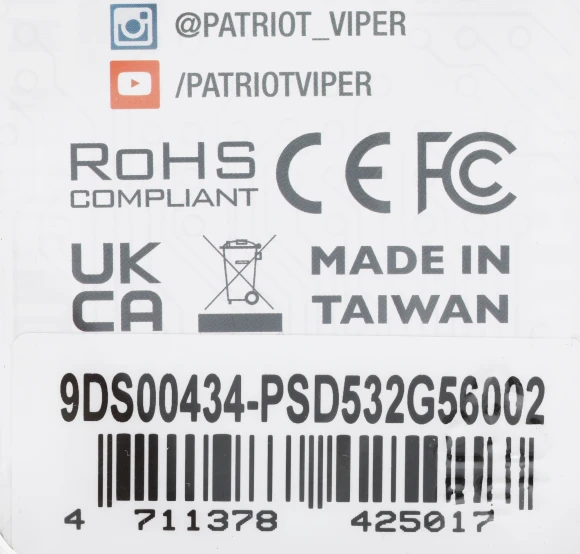 @PATRIOT_VIPER
/PATRIOTVIPER
RoHS
COMPLIANT
CE FC
UK
CA
MADE IN
TAIWAN
9DS00434-PSD532G56002
4 711378 425017